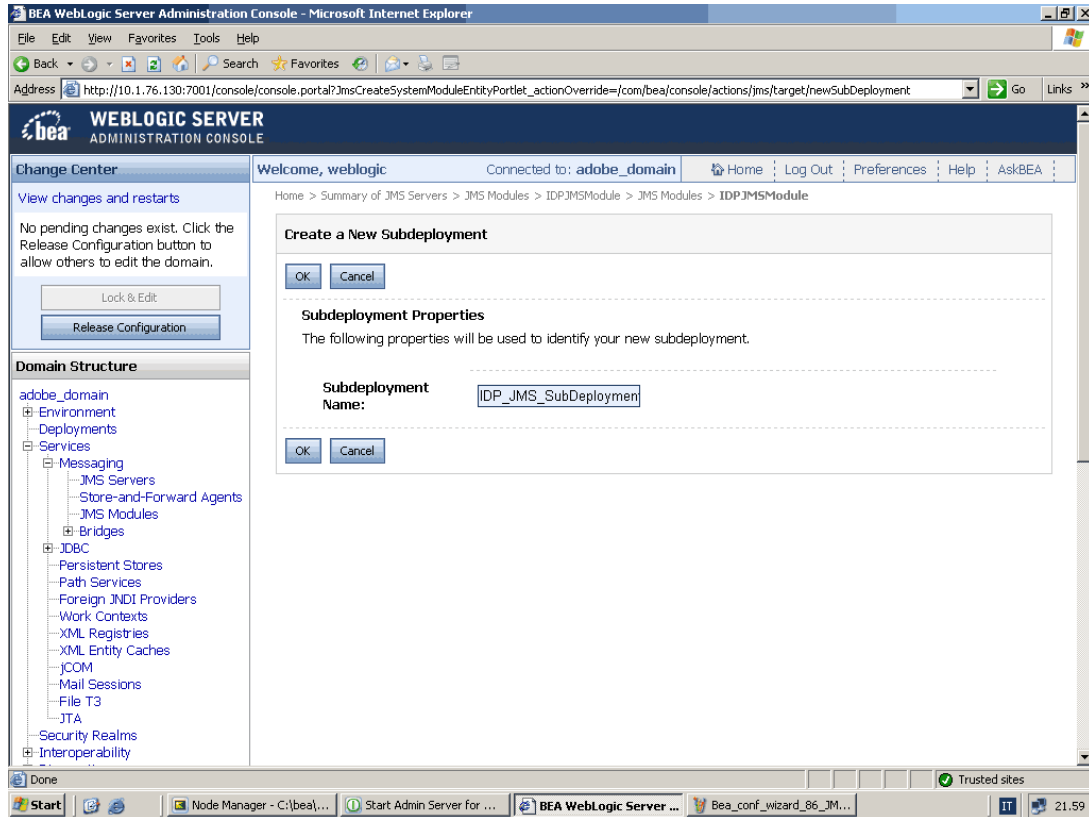 BEA WebLogic Server Administration Console - Microsoft Internet Explorer
File Edit View Favorites Tools Help
Back Search Favorites
Address http://10.1.76.130:7001/console/console.portal?JmsCreateSystemModuleEntityPortlet_actionOverride=/com/bea/console/actions/jms/target/newSubDeployment Go Links »
bea WEBLOGIC SERVER
ADMINISTRATION CONSOLE
Change Center
View changes and restarts
No pending changes exist. Click the
Release Configuration button to
allow others to edit the domain.
Lock & Edit
Release Configuration
Domain Structure
adobe_domain
Environment
Deployments
Services
Messaging
JMS Servers
Store-and-Forward Agents
JMS Modules
Bridges
JDBC
Persistent Stores
Path Services
Foreign JNDI Providers
Work Contexts
XML Registries
XML Entity Caches
jCOM
Mail Sessions
File T3
JTA
Security Realms
Interoperability
Welcome, weblogic Connected to: adobe_domain Home Log Out Preferences Help AskBEA
Home > Summary of JMS Servers > JMS Modules > IDPJMSModule > JMS Modules > IDPJMSModule
Create a New Subdeployment
OK Cancel
Subdeployment Properties
The following properties will be used to identify your new subdeployment.
Subdeployment
Name:
IDP_JMS_SubDeploymen
OK Cancel
Done Trusted sites
Start Node Manager - C:\bea\... Start Admin Server for ... BEA WebLogic Server ... Bea_conf_wizard_86_JM... IT 21.59